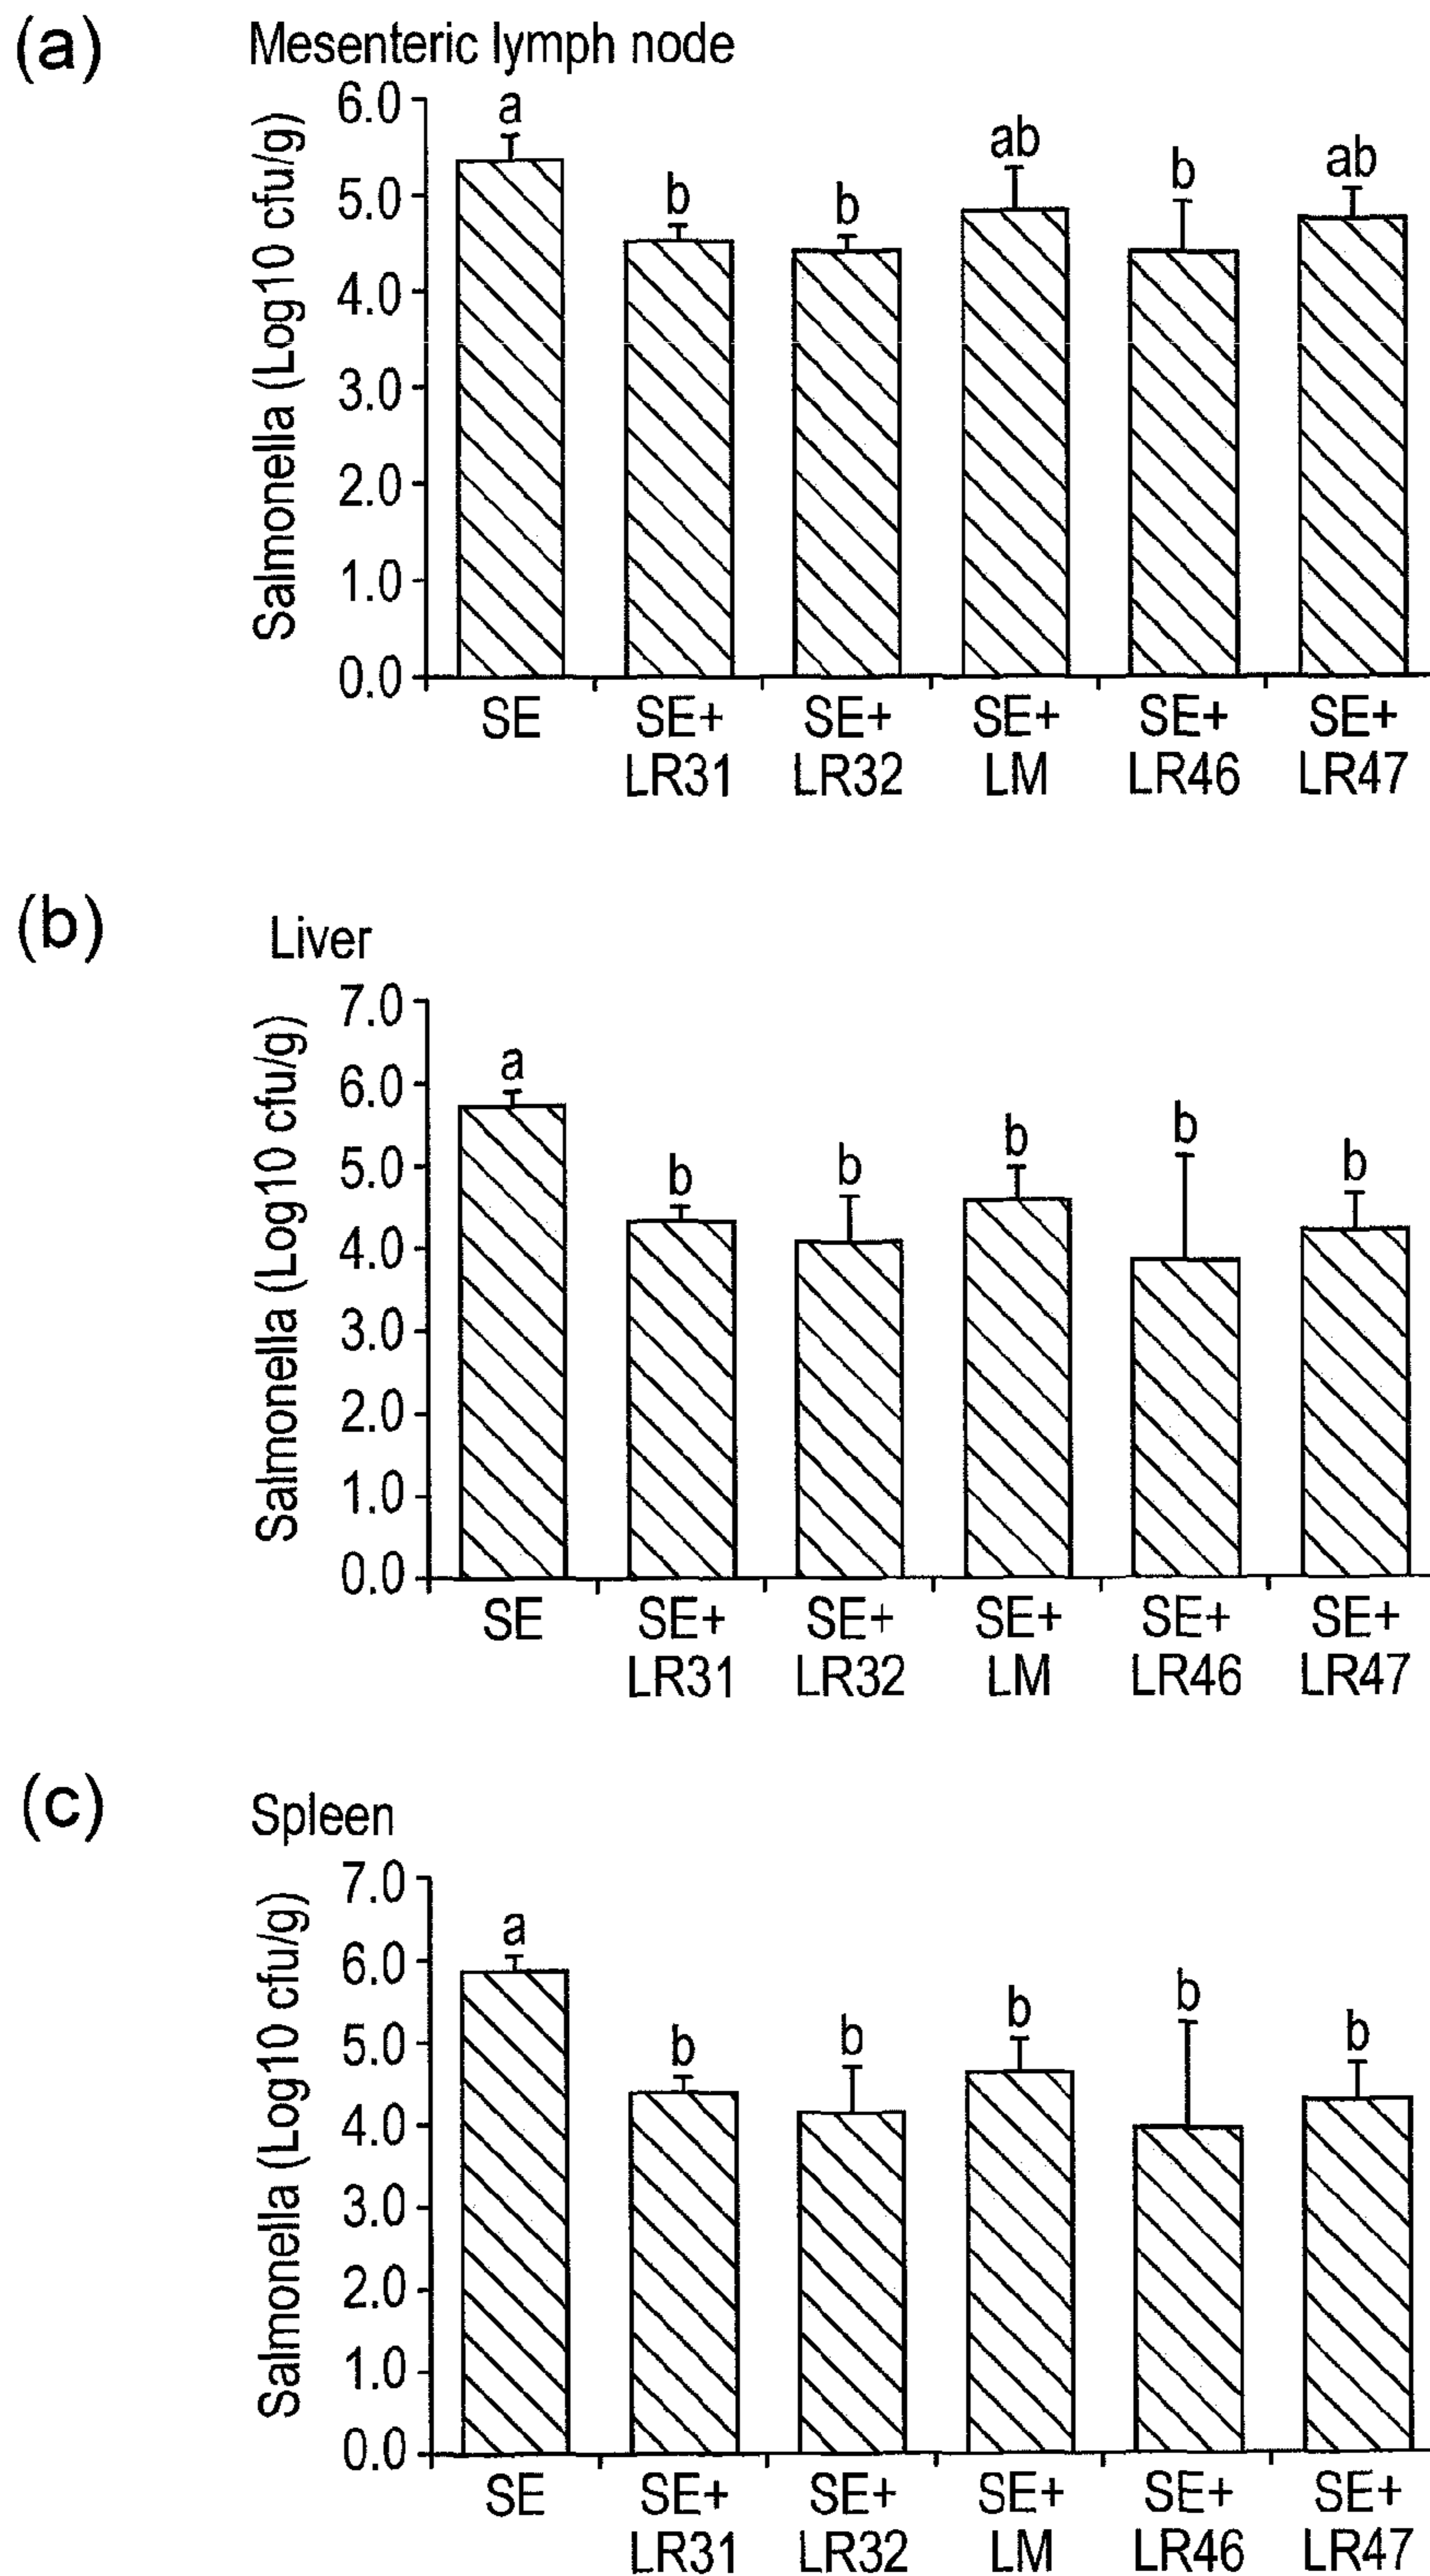 (a)
Mesenteric lymph node
Salmonella (Log10 cfu/g)
6.0
5.0
4.0
3.0
2.0
1.0
0.0
a
b
b
ab
b
ab
SE
SE+
LR31
SE+
LR32
SE+
LM
SE+
LR46
SE+
LR47
(b)
Liver
Salmonella (Log10 cfu/g)
7.0
6.0
5.0
4.0
3.0
2.0
1.0
0.0
a
b
b
b
b
b
SE
SE+
LR31
SE+
LR32
SE+
LM
SE+
LR46
SE+
LR47
(c)
Spleen
Salmonella (Log10 cfu/g)
7.0
6.0
5.0
4.0
3.0
2.0
1.0
0.0
a
b
b
b
b
b
SE
SE+
LR31
SE+
LR32
SE+
LM
SE+
LR46
SE+
LR47